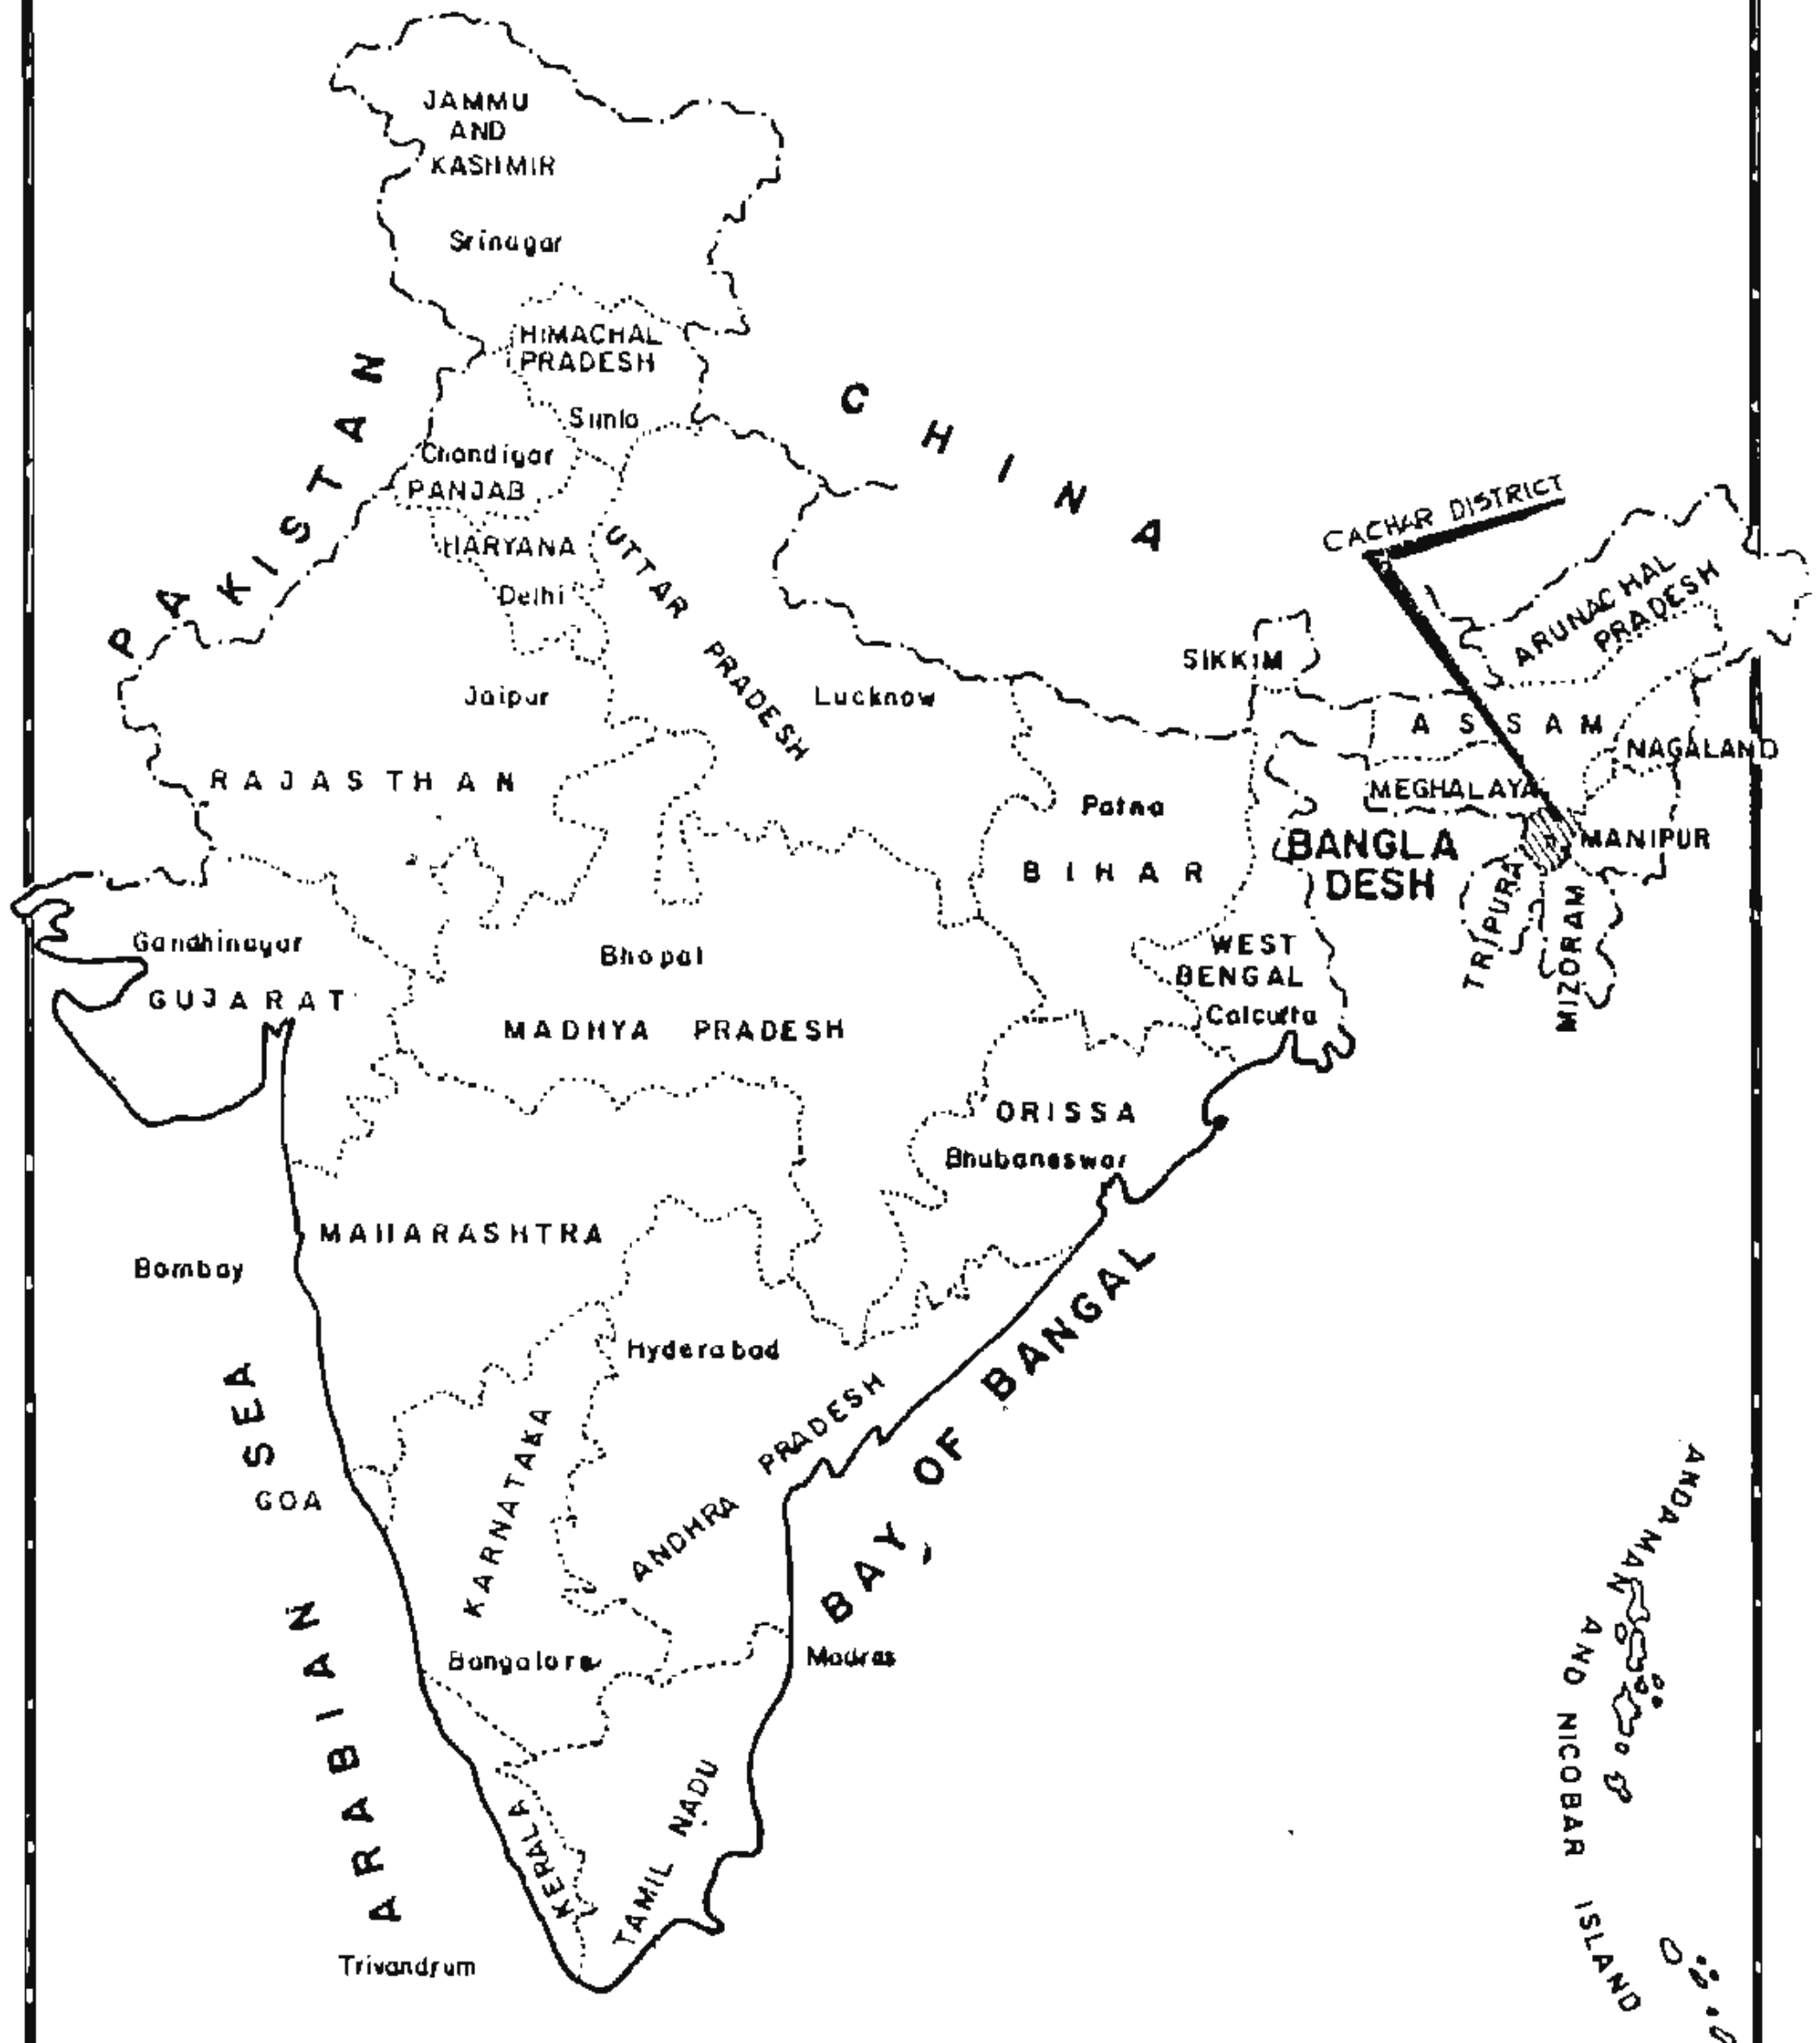 JAMMU
AND
KASHMIR
Srinagar
HIMACHAL
PRADESH
Simla
Chandigar
PANJAB
HARYANA
Delhi
PAKISTAN
CHINA
UTTAR PRADESH
Lucknow
Jaipur
RAJASTHAN
CACHAR DISTRICT
ARUNACHAL
PRADESH
SIKKIM
ASSAM
NAGALAND
MEGHALAYA
MANIPUR
BANGLA
DESH
TRIPURA
MIZORAM
Patna
BIHAR
WEST
BENGAL
Calcutta
Gandhinagar
GUJARAT
Bhopal
MADHYA PRADESH
ORISSA
Bhubaneswar
MAHARASHTRA
Bombay
Hyderabad
ANDHRA PRADESH
KARNATAKA
GOA
ARABIAN SEA
BAY OF BANGAL
Bangalore
Madras
KERALA
TAMIL NADU
Trivandrum
ANDAMAN
AND NICOBAR ISLAND